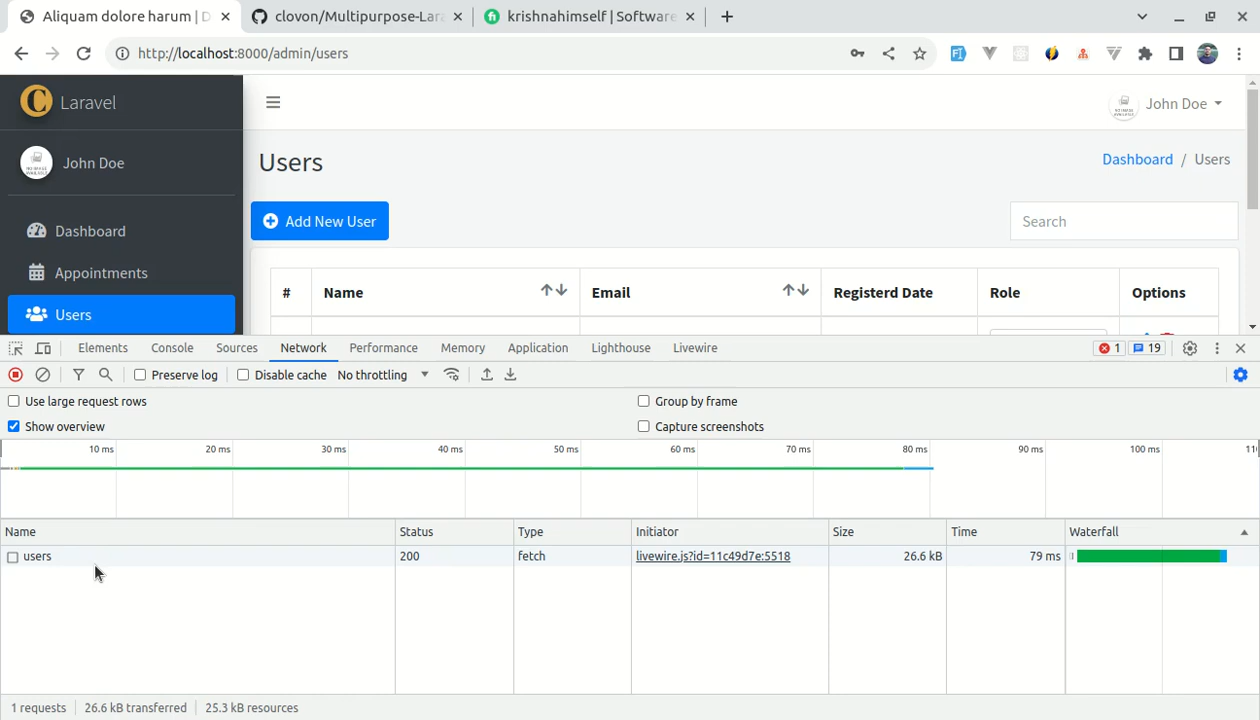 Aliquam dolore harum | D
clovon/Multipurpose-Lara
krishnahimself | Software
http://localhost:8000/admin/users
C Laravel
John Doe
John Doe
Users
Dashboard / Users
Add New User
Search
Dashboard
Appointments
Users
# Name Email Registerd Date Role Options
Elements Console Sources Network Performance Memory Application Lighthouse Livewire 1 19
Preserve log Disable cache No throttling
Use large request rows Group by frame
Show overview Capture screenshots
10 ms 20 ms 30 ms 40 ms 50 ms 60 ms 70 ms 80 ms 90 ms 100 ms 11
Name Status Type Initiator Size Time Waterfall
users 200 fetch livewire.js?id=11c49d7e:5518 26.6 kB 79 ms
1 requests 26.6 kB transferred 25.3 kB resources